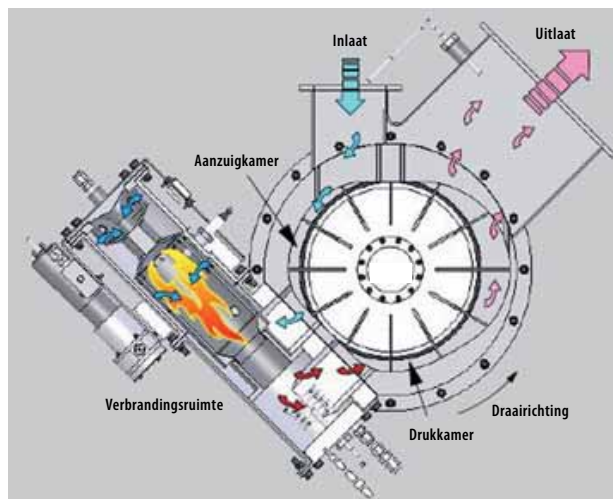 Inlaat
Uitlaat
Aanzuigkamer
Verbrandingsruimte
Draairichting
Drukkamer